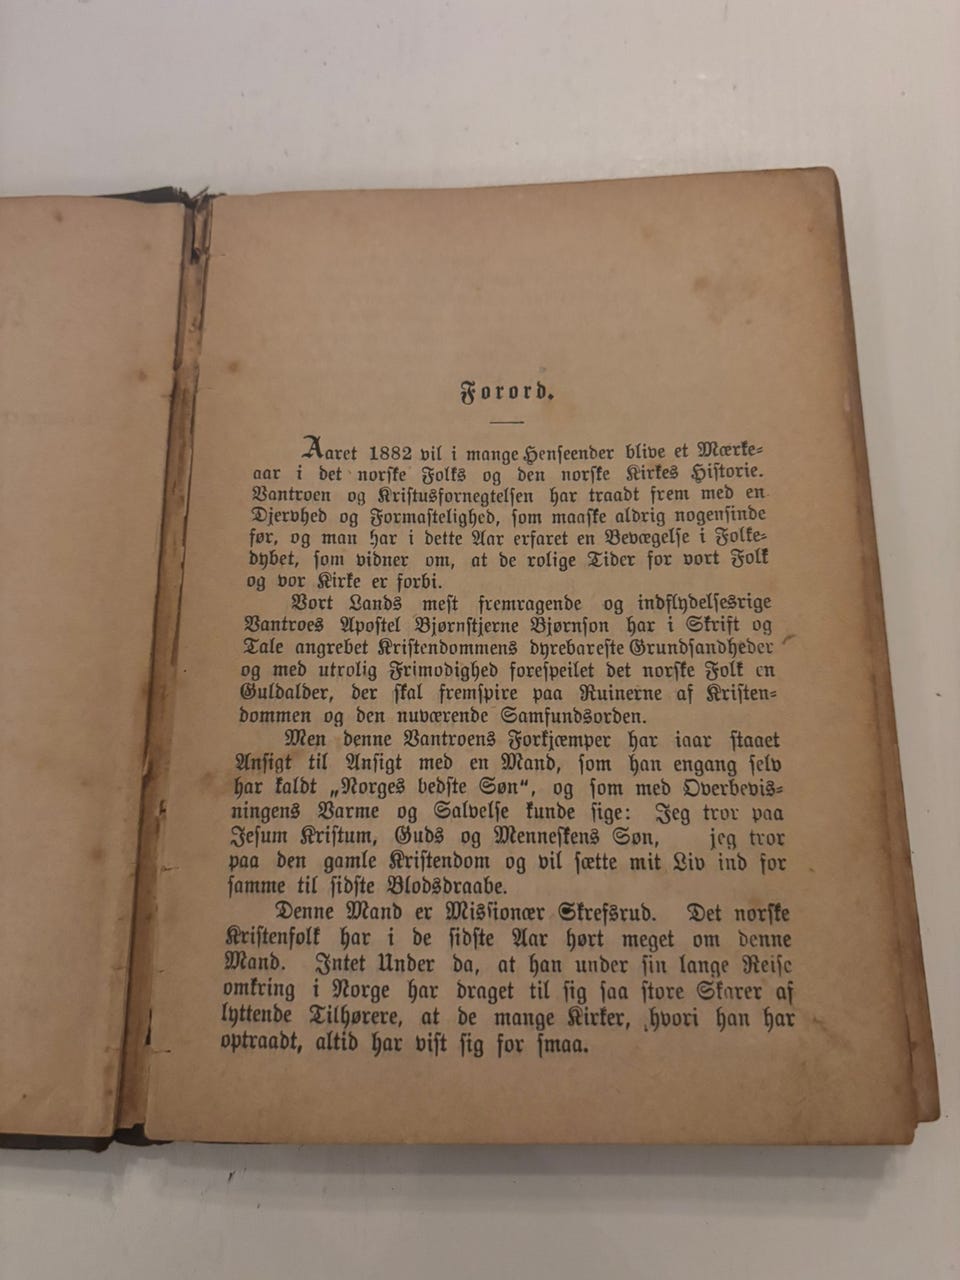 Forord.
Aaret 1882 vil i mange Henseender blive et Mærke-
aar i det norske Folks og den norske Kirkes Historie.
Vantroen og Kristusfornegtelsen har traadt frem med en
Djervhed og Formastelighed, som maaske aldrig nogensinde
før, og man har i dette Aar erfaret en Bevægelse i Folke-
dybet, som vidner om, at de rolige Tider for vort Folk
og vor Kirke er forbi.
Vort Lands mest fremragende og indflydelsesrige
Vantroes Apostel Bjørnstjerne Bjørnson har i Skrift og
Tale angrebet Kristendommens dyrebareste Grundsandheder
og med utrolig Frimodighed forespeilet det norske Folk en
Guldalder, der skal fremspire paa Ruinerne af Kristen-
dommen og den nuværende Samfundsorden.
Men denne Vantroens Forkjæmper har iaar staaet
Ansigt til Ansigt med en Mand, som han engang selv
har kaldt „Norges bedste Søn“, og som med Overbevis-
ningens Varme og Salvelse kunde sige: Jeg tror paa
Jesum Kristum, Guds og Menneskens Søn, jeg tror
paa den gamle Kristendom og vil sætte mit Liv ind for
samme til sidste Blodsdraabe.
Denne Mand er Missionær Skrefsrud. Det norske
Kristenfolk har i de sidste Aar hørt meget om denne
Mand. Intet Under da, at han under sin lange Reise
omkring i Norge har draget til sig saa store Skarer af
lyttende Tilhørere, at de mange Kirker, hvori han har
optraadt, altid har vist sig for smaa.